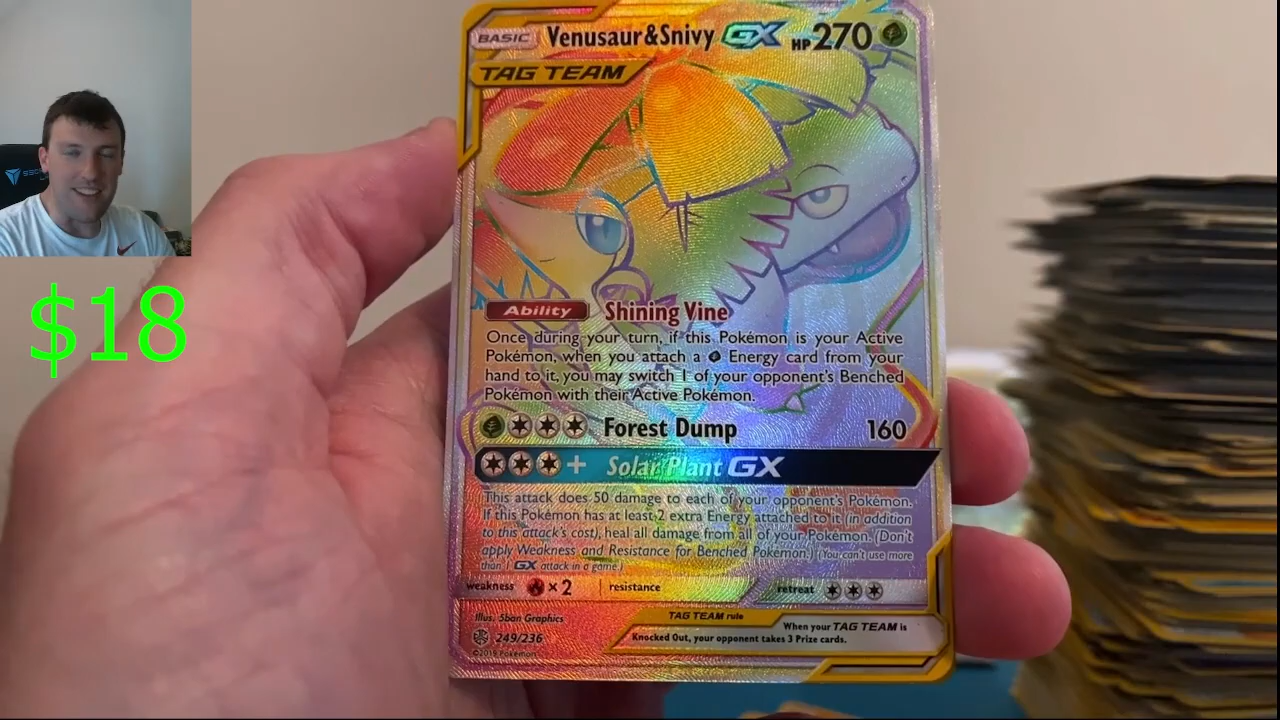 BASIC Venusaur&Snivy GX HP270
TAG TEAM
$18
Ability Shining Vine
Once during your turn, if this Pokémon is your Active
Pokémon, when you attach a Energy card from your
hand to it, you may switch 1 of your opponent's Benched
Pokémon with their Active Pokémon.
Forest Dump 160
+ Solar Plant GX
This attack does 50 damage to each of your opponent's Pokémon.
If this Pokémon has at least 2 extra Energy attached to it (in addition
to this attack's cost), heal all damage from all of your Pokémon. (Don't
apply Weakness and Resistance for Benched Pokémon.) (You can't use more
than 1 GX attack in a game.)
weakness ×2 resistance retreat
Illus. 5ban Graphics
TAG TEAM rule
When your TAG TEAM is
Knocked Out, your opponent takes 3 Prize cards.
249/236
©2019 Pokémon